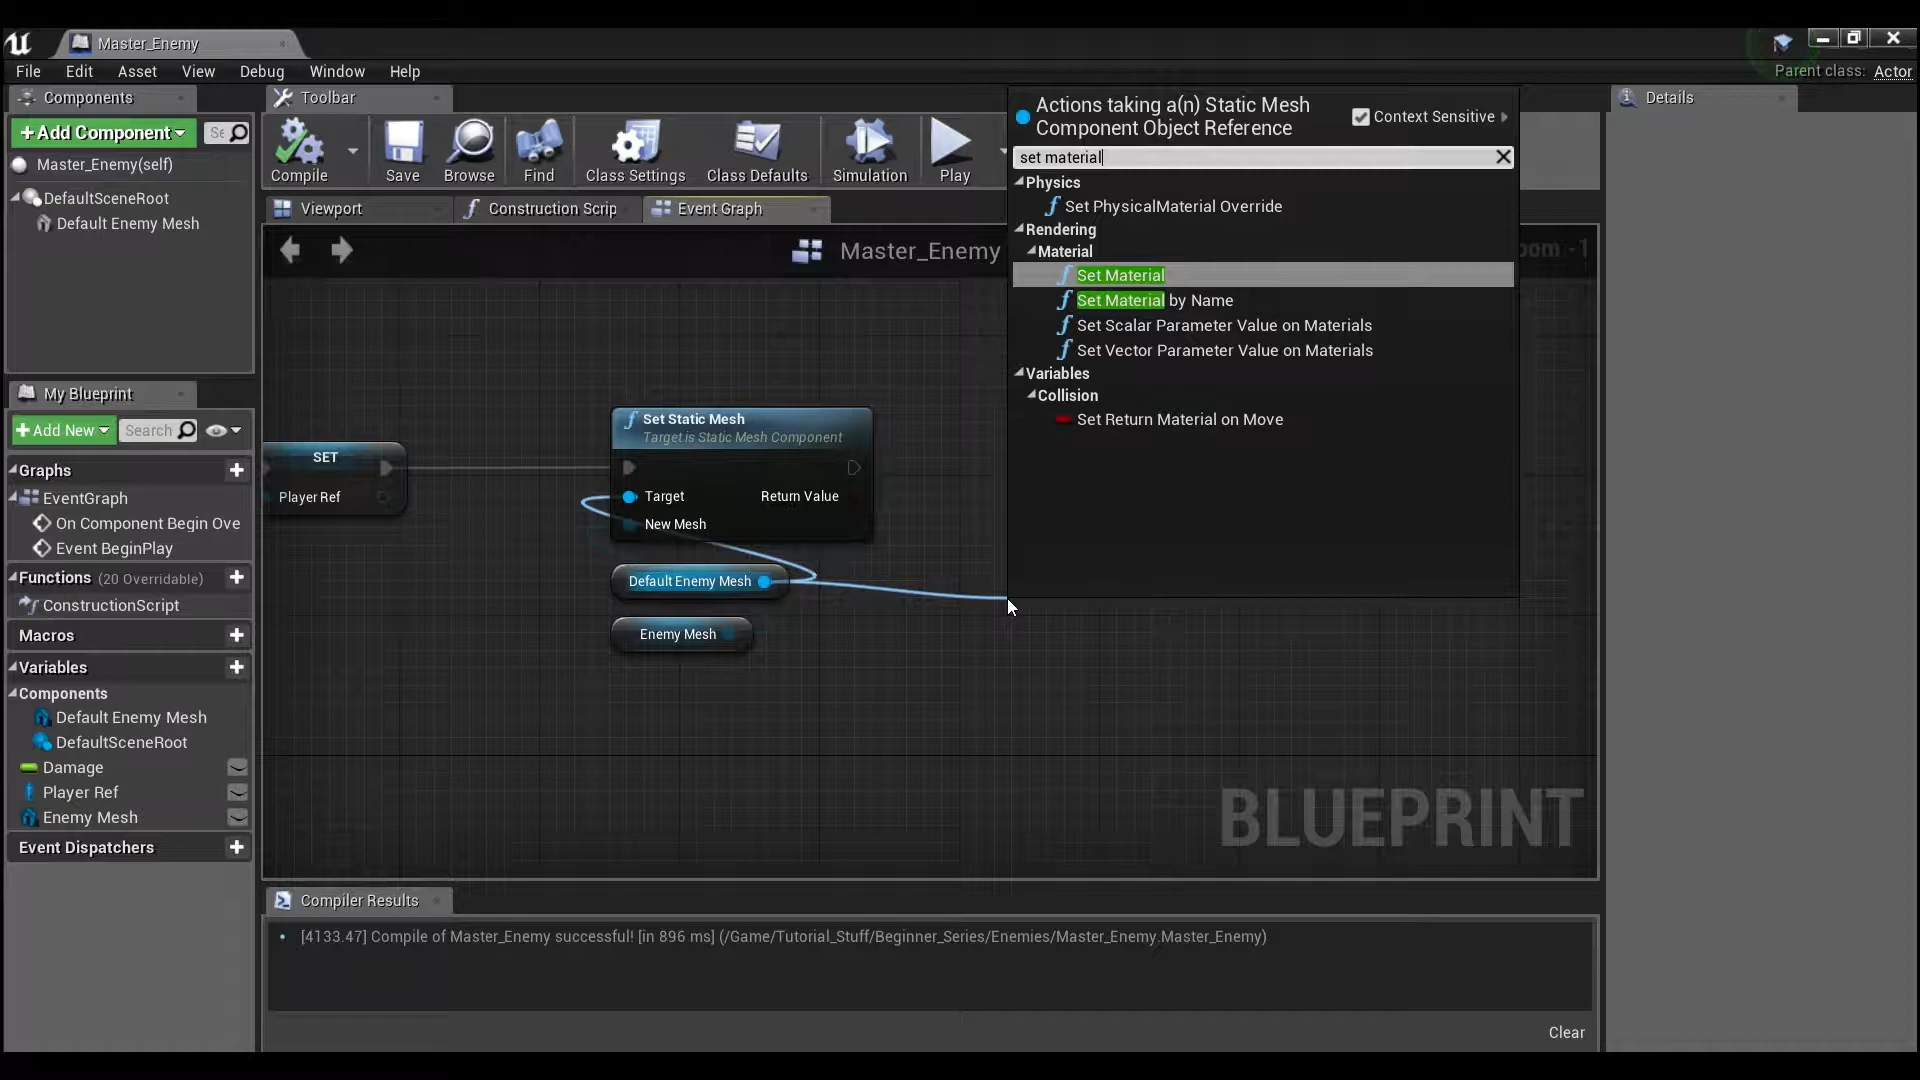 Master_Enemy
File Edit Asset View Debug Window Help
Parent class: Actor
Components
Toolbar
Details
+Add Component
Se
Master_Enemy(self)
DefaultSceneRoot
Default Enemy Mesh
Compile Save Browse Find Class Settings Class Defaults Simulation Play
Viewport
Construction Scrip
Event Graph
Master_Enemy
oom -1
Actions taking a(n) Static Mesh
Component Object Reference
Context Sensitive
set material
Physics
Set PhysicalMaterial Override
Rendering
Material
Set Material
Set Material by Name
Set Scalar Parameter Value on Materials
Set Vector Parameter Value on Materials
Variables
Collision
Set Return Material on Move
SET
Player Ref
Set Static Mesh
Target is Static Mesh Component
Target
Return Value
New Mesh
Default Enemy Mesh
Enemy Mesh
BLUEPRINT
My Blueprint
+Add New
Search
Graphs
EventGraph
On Component Begin Ove
Event BeginPlay
Functions (20 Overridable)
ConstructionScript
Macros
Variables
Components
Default Enemy Mesh
DefaultSceneRoot
Damage
Player Ref
Enemy Mesh
Event Dispatchers
Compiler Results
[4133.47] Compile of Master_Enemy successful! [in 896 ms] (/Game/Tutorial_Stuff/Beginner_Series/Enemies/Master_Enemy.Master_Enemy)
Clear